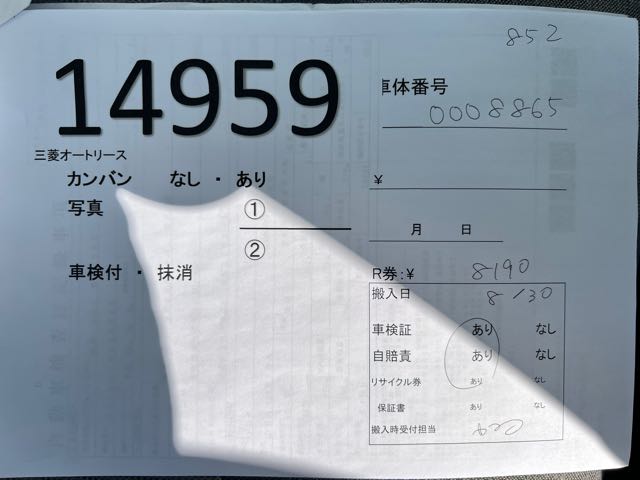 852
14959
車体番号
0008865
三菱オートリース
カンバン なし ・ あり
¥
写真 ①
月 日
②
車検付 ・ 抹消
R券:¥ 8190
搬入日 8/30
車検証 あり なし
自賠責 あり なし
リサイクル券 あり なし
保証書 あり なし
搬入時受付担当